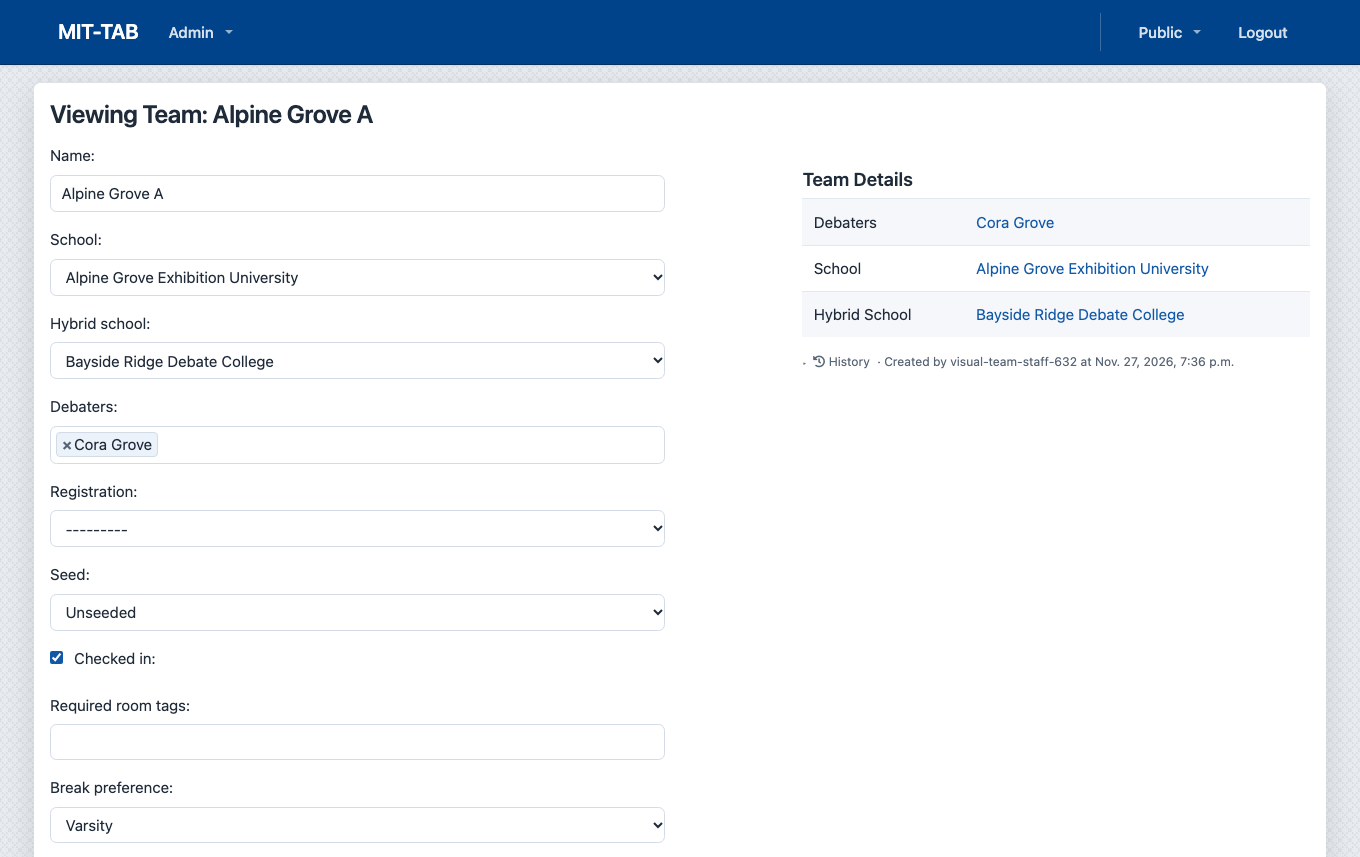 MIT-TAB Admin Public Logout
Viewing Team: Alpine Grove A
Name:
Alpine Grove A
School:
Alpine Grove Exhibition University
Hybrid school:
Bayside Ridge Debate College
Debaters:
×Cora Grove
Registration:
---------
Seed:
Unseeded
Checked in:
Required room tags:
Break preference:
Varsity
Team Details
Debaters Cora Grove
School Alpine Grove Exhibition University
Hybrid School Bayside Ridge Debate College
· History · Created by visual-team-staff-632 at Nov. 27, 2026, 7:36 p.m.